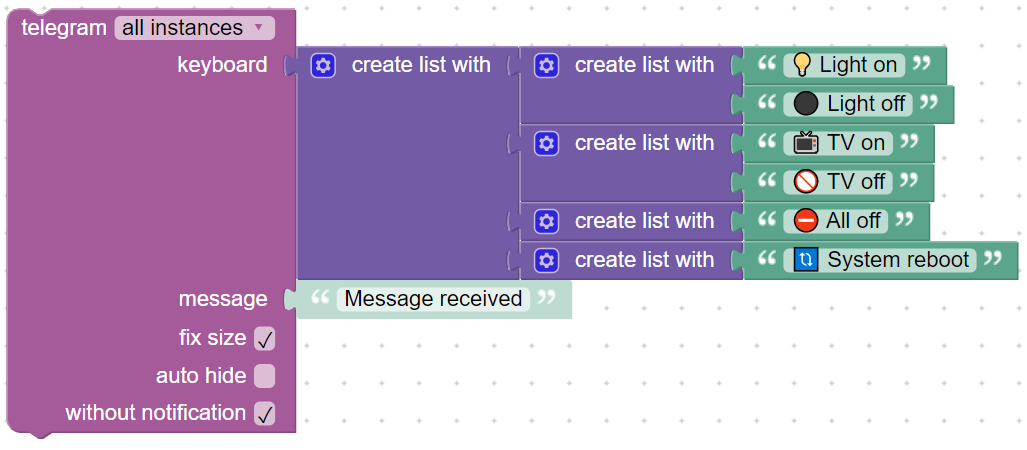 telegram all instances ▾
keyboard create list with create list with “ 💡 Light on ”
“ ⚫ Light off ”
create list with “ 📺 TV on ”
“ 🚫 TV off ”
create list with “ ⛔ All off ”
create list with “ 🔃 System reboot ”
message “ Message received ”
fix size ✓
auto hide
without notification ✓